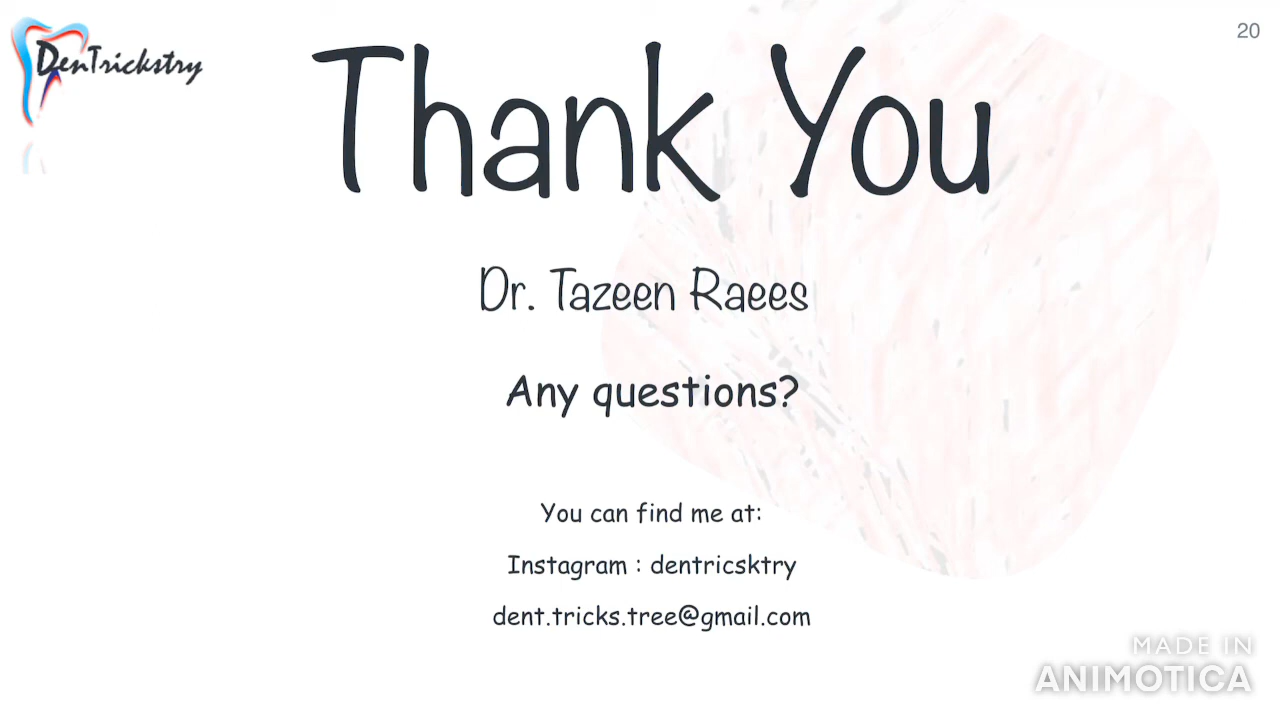 DenTrickstry
20
Thank You
Dr. Tazeen Raees
Any questions?
You can find me at:
Instagram : dentricsktry
dent.tricks.tree@gmail.com
MADE IN
ANIMOTICA